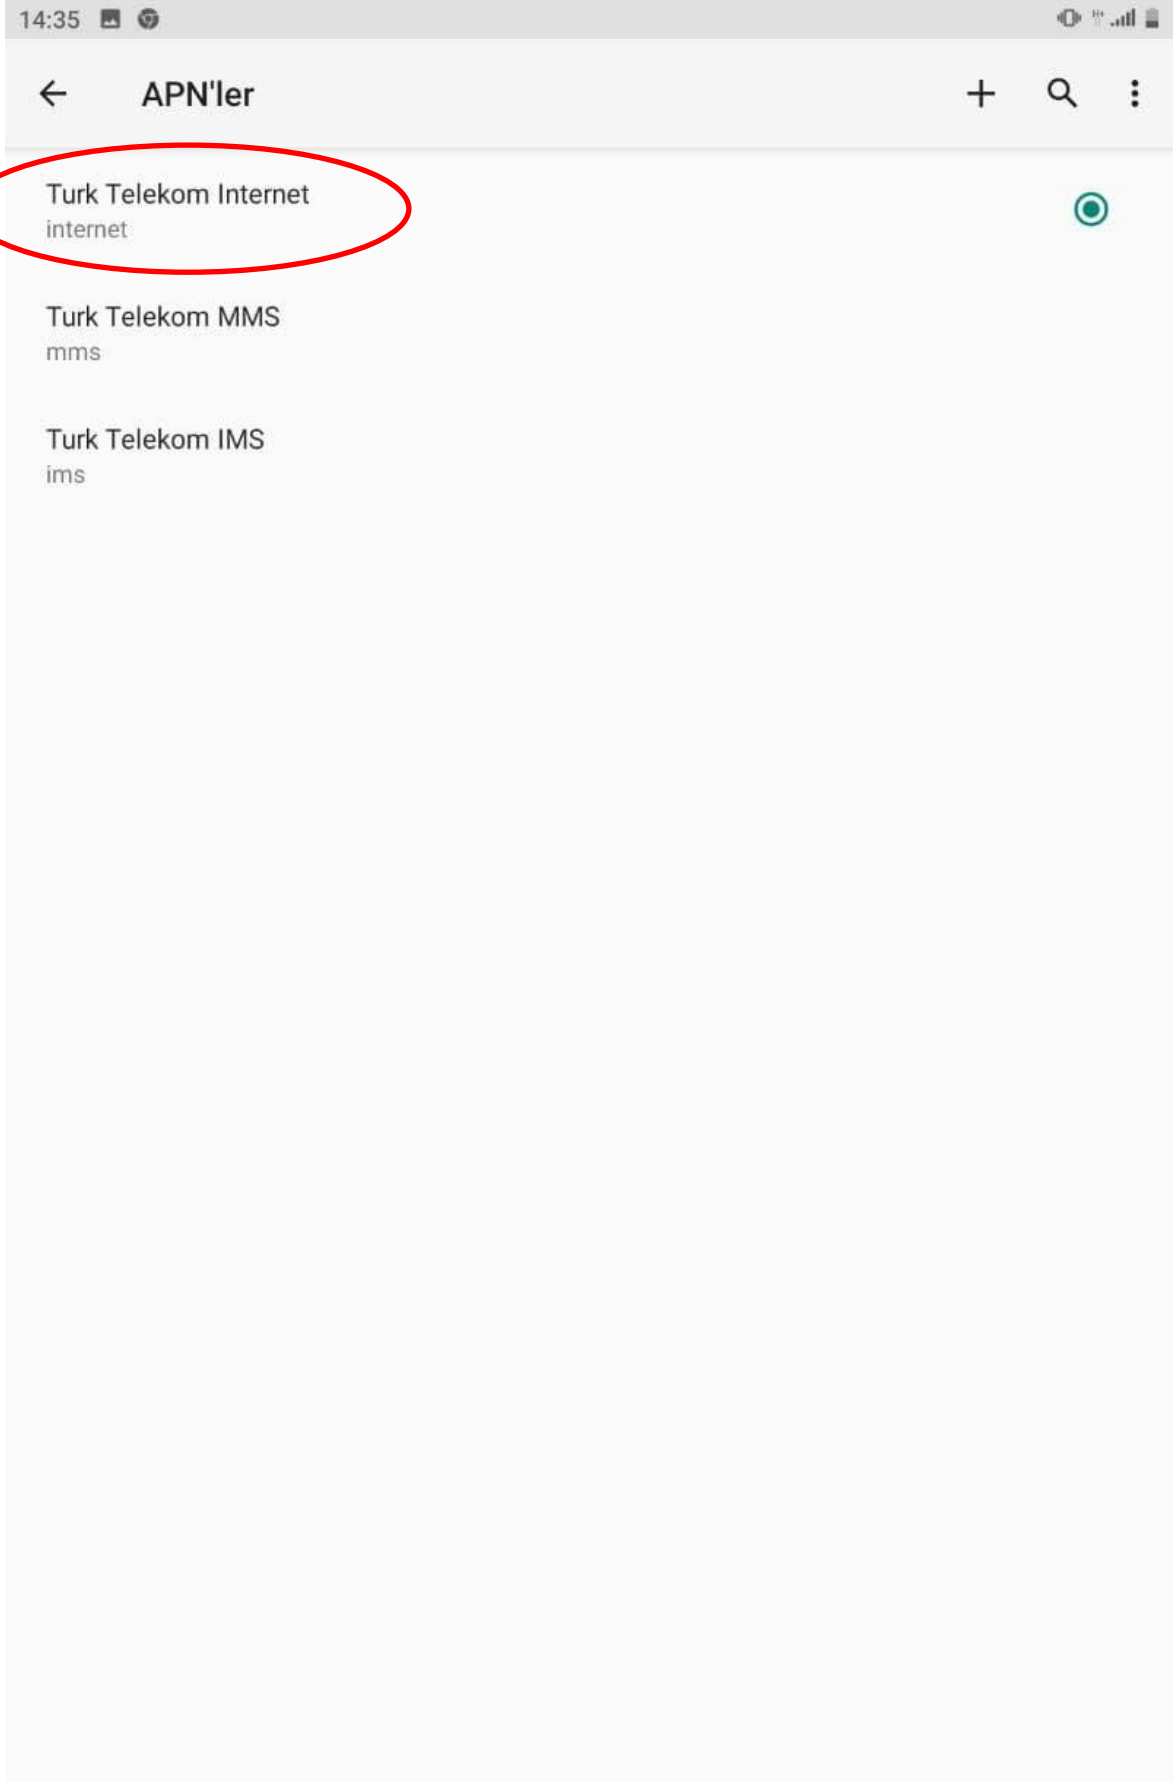 14:35
H+
APN'ler
Turk Telekom Internet
internet
Turk Telekom MMS
mms
Turk Telekom IMS
ims